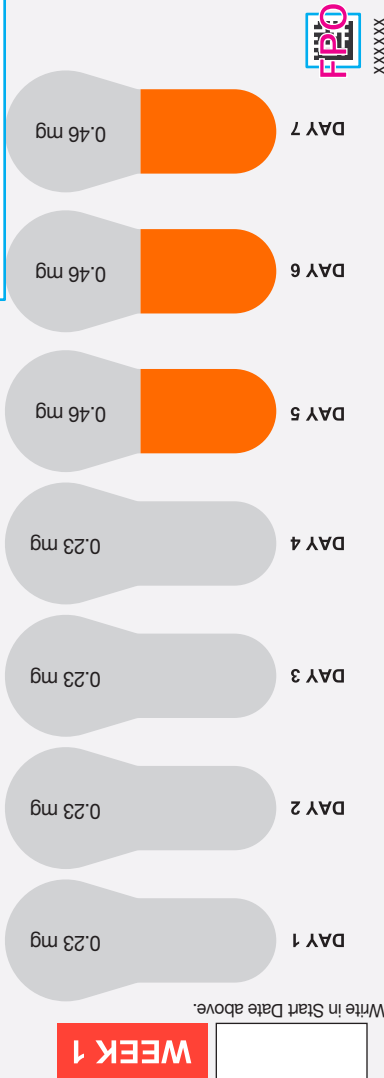 WEEK 1
Write in Start Date above.
DAY 1 0.23 mg
DAY 2 0.23 mg
DAY 3 0.23 mg
DAY 4 0.23 mg
DAY 5 0.46 mg
DAY 6 0.46 mg
DAY 7 0.46 mg
FPO
XXXXXX